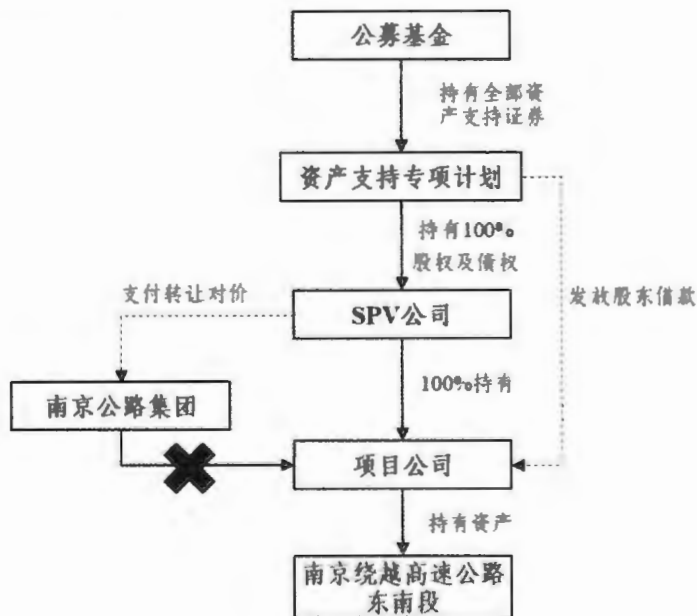 公募基金
持有全部资
产支持证券
资产支持专项计划
持有100%
股权及债权
支付转让对价
SPV公司
发放股东借款
100%持有
南京公路集团
项目公司
持有资产
南京绕越高速公路
东南段